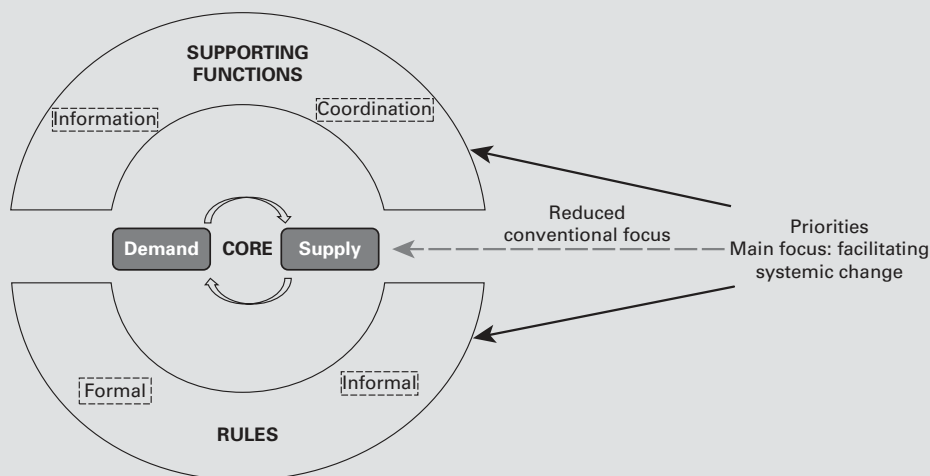 SUPPORTING
FUNCTIONS
Information
Coordination
Demand
CORE
Supply
Reduced
conventional focus
Priorities
Main focus: facilitating
systemic change
Formal
Informal
RULES